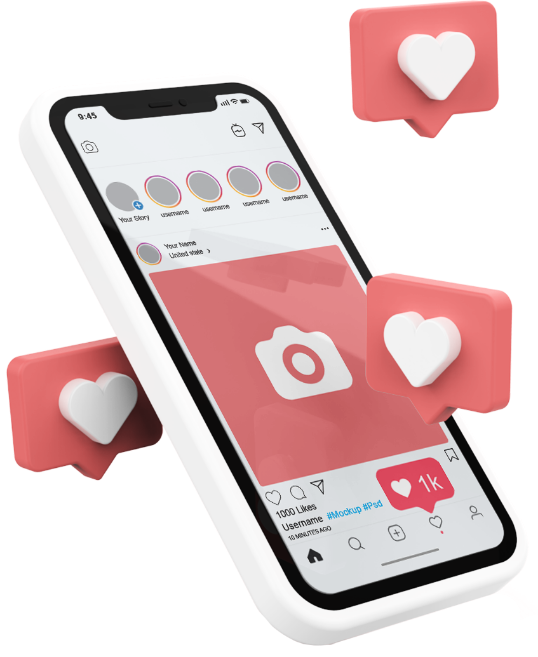 9:45
Your Story username username username username
Your Name
United state
1000 Likes
Username #Mockup #Psd
10 MINUTES AGO
1k